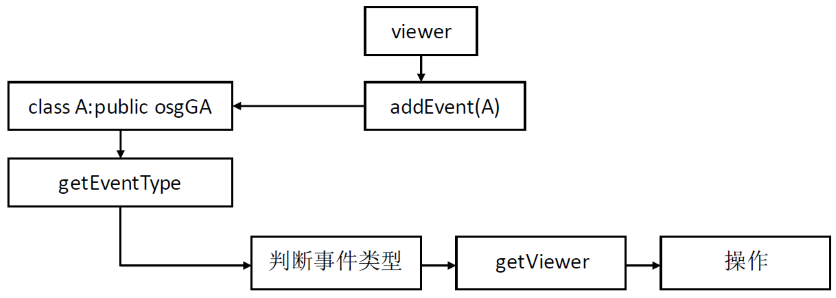 viewer
addEvent(A)
class A:public osgGA
getEventType
判断事件类型
getViewer
操作